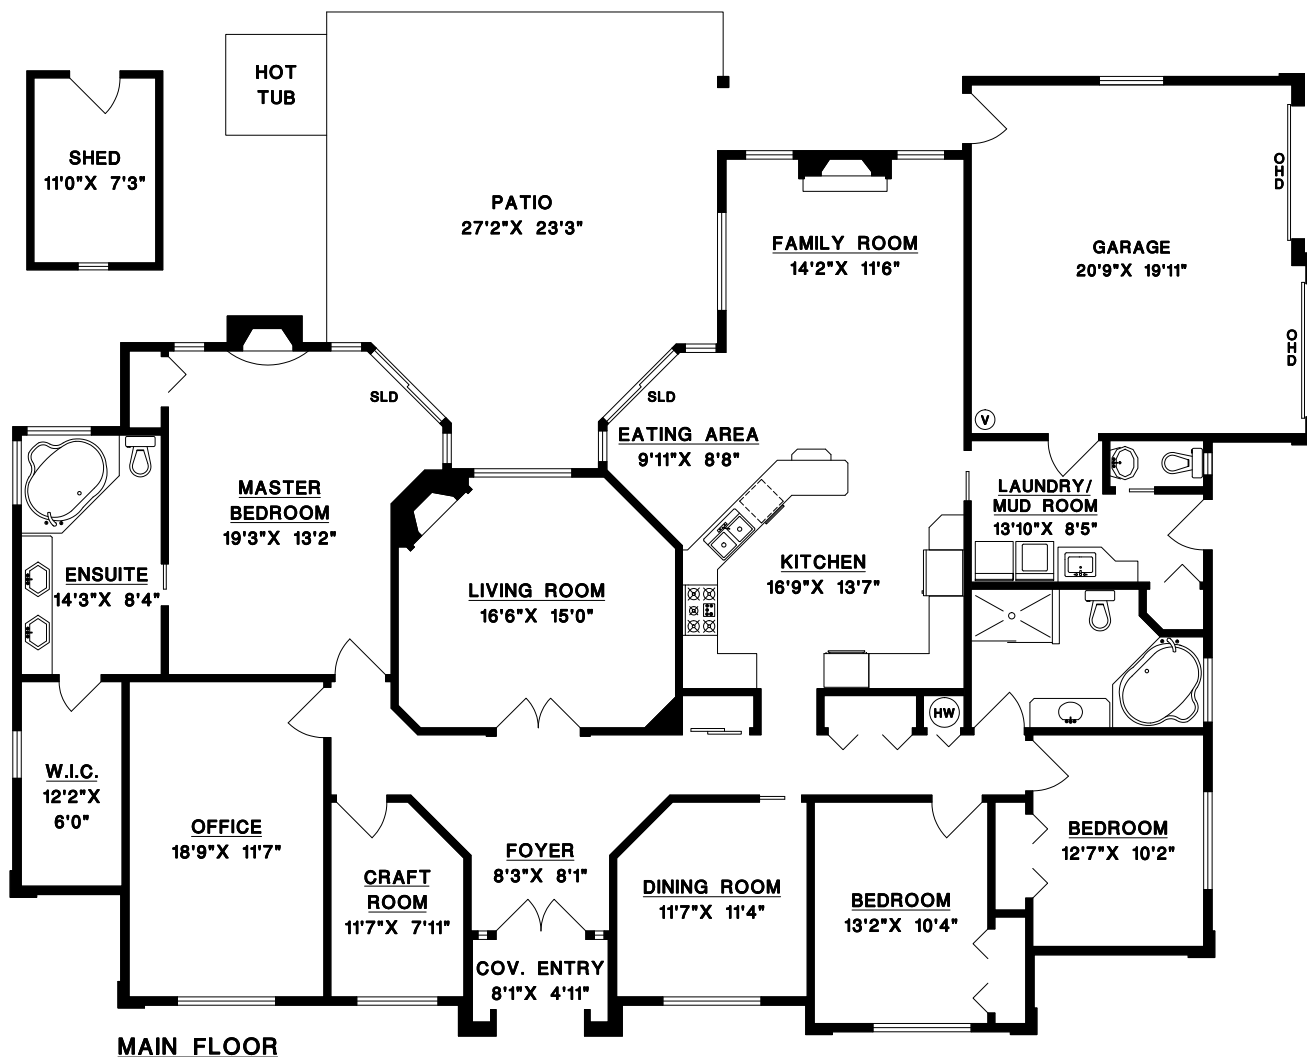 HOT
TUB
SHED
11'0"X 7'3"
PATIO
27'2"X 23'3"
FAMILY ROOM
14'2"X 11'6"
GARAGE
20'9"X 19'11"
OHD
OHD
SLD
SLD
V
EATING AREA
9'11"X 8'8"
MASTER
BEDROOM
19'3"X 13'2"
LAUNDRY/
MUD ROOM
13'10"X 8'5"
ENSUITE
14'3"X 8'4"
LIVING ROOM
16'6"X 15'0"
KITCHEN
16'9"X 13'7"
HW
W.I.C.
12'2"X
6'0"
OFFICE
18'9"X 11'7"
CRAFT
ROOM
11'7"X 7'11"
FOYER
8'3"X 8'1"
DINING ROOM
11'7"X 11'4"
BEDROOM
13'2"X 10'4"
BEDROOM
12'7"X 10'2"
COV. ENTRY
8'1"X 4'11"
MAIN FLOOR